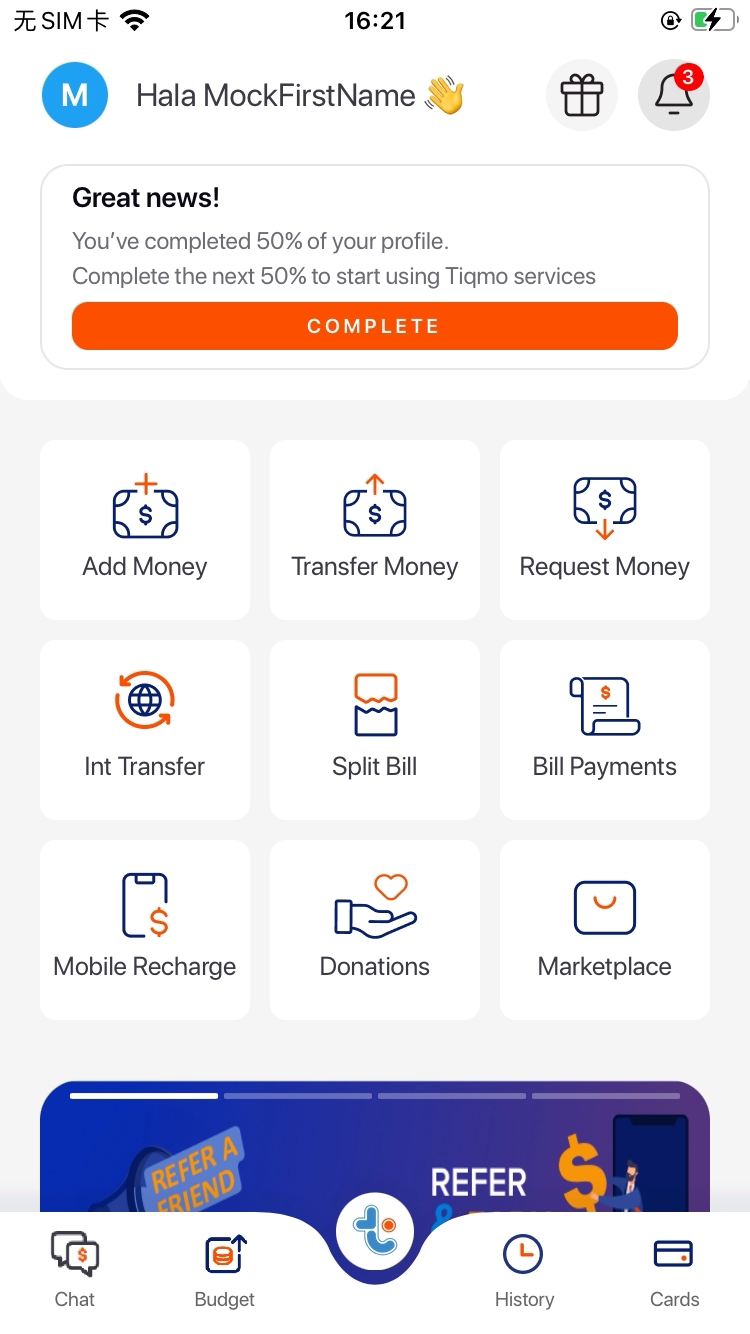 无 SIM 卡
16:21
M
Hala MockFirstName 👋
3
Great news!
You’ve completed 50% of your profile.
Complete the next 50% to start using Tiqmo services
COMPLETE
Add Money
Transfer Money
Request Money
Int Transfer
Split Bill
Bill Payments
Mobile Recharge
Donations
Marketplace
REFER A
FRIEND
REFER
Chat
Budget
History
Cards